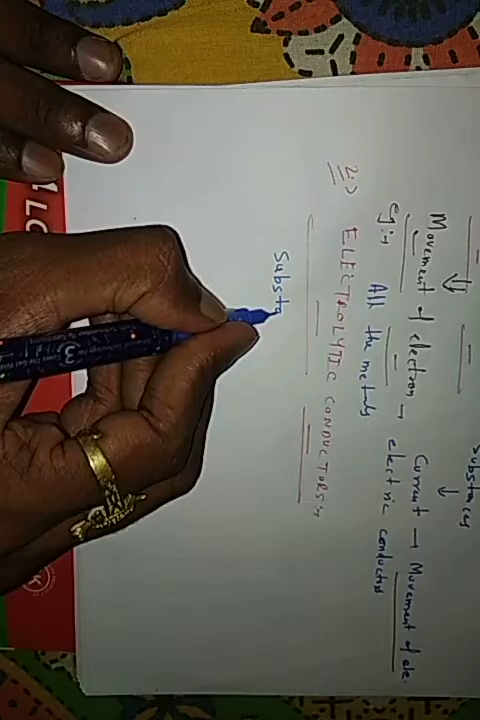 Substances
↓
Current → Movement of ele
Movement of electron → electric conductors
eg:→ All the metals
2:→ ELECTROLYTIC CONDUCTORS:→
Substa